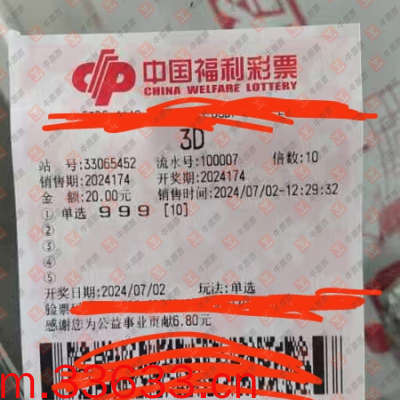 中国福利彩票
CHINA WELFARE LOTTERY
3D
站 号:33065452 流水号:100007 倍数:10
销售期:2024174 开奖期:2024174
金 额:20.00元 销售时间:2024/07/02-12:29:32
① 单选 9 9 9 [10]
②
③
④
⑤
开奖日期:2024/07/02 玩法:单选
验票
感谢您为公益事业贡献6.80元
m.33633.cn